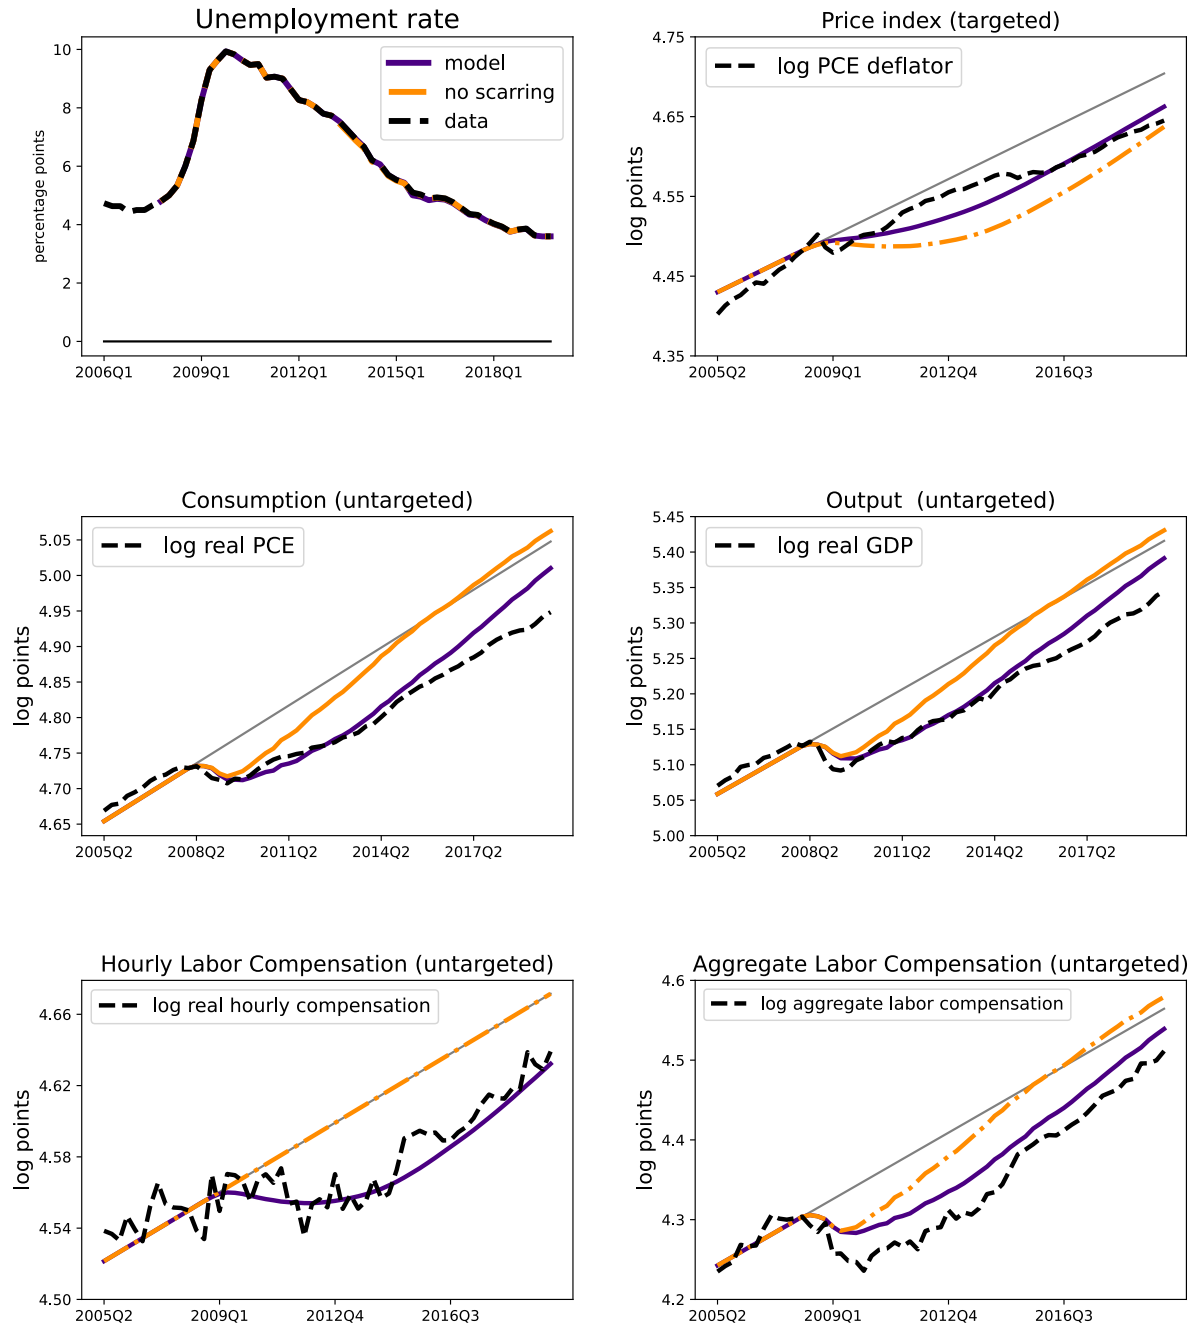 Unemployment rate
percentage points
10
8
6
4
2
0
model
no scarring
data
2006Q1 2009Q1 2012Q1 2015Q1 2018Q1
Price index (targeted)
log points
4.75
4.65
4.55
4.45
4.35
log PCE deflator
2005Q2 2009Q1 2012Q4 2016Q3
Consumption (untargeted)
log points
5.05
5.00
4.95
4.90
4.85
4.80
4.75
4.70
4.65
log real PCE
2005Q2 2008Q2 2011Q2 2014Q2 2017Q2
Output (untargeted)
log points
5.45
5.40
5.35
5.30
5.25
5.20
5.15
5.10
5.05
5.00
log real GDP
2005Q2 2008Q2 2011Q2 2014Q2 2017Q2
Hourly Labor Compensation (untargeted)
log points
4.66
4.62
4.58
4.54
4.50
log real hourly compensation
2005Q2 2009Q1 2012Q4 2016Q3
Aggregate Labor Compensation (untargeted)
log points
4.6
4.5
4.4
4.3
4.2
log aggregate labor compensation
2005Q2 2009Q1 2012Q4 2016Q3